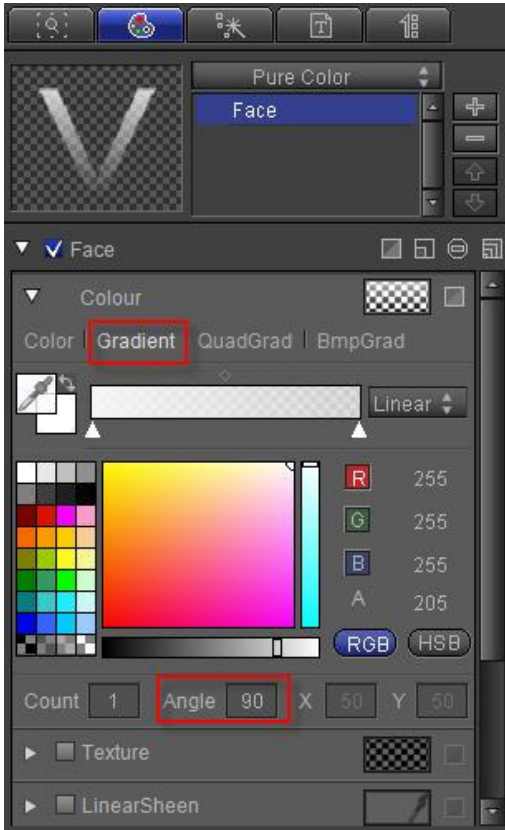 T
Pure Color
Face
V
Face
Colour
Color | Gradient QuadGrad | BmpGrad
Linear
R 255
G 255
B 255
A 205
RGB HSB
Count 1 Angle 90 X 50 Y 50
Texture
LinearSheen